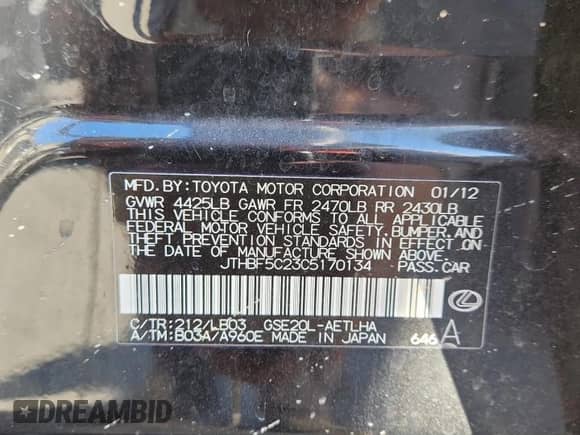 MFD.BY:TOYOTA MOTOR CORPORATION 01/12
GVWR 4425LB GAWR FR 2470LB RR 2430LB
THIS VEHICLE CONFORMS TO ALL APPLICABLE
FEDERAL MOTOR VEHICLE SAFETY,BUMPER,AND
THEFT PREVENTION STANDARDS IN EFFECT ON
THE DATE OF MANUFACTURE SHOWN ABOVE.
JTHBF5C23C5170134 PASS.CAR
C/TR:212/LB03 GSE20L-AETLHA
A/TM:B03A/A960E MADE IN JAPAN 646 A
DREAMBID